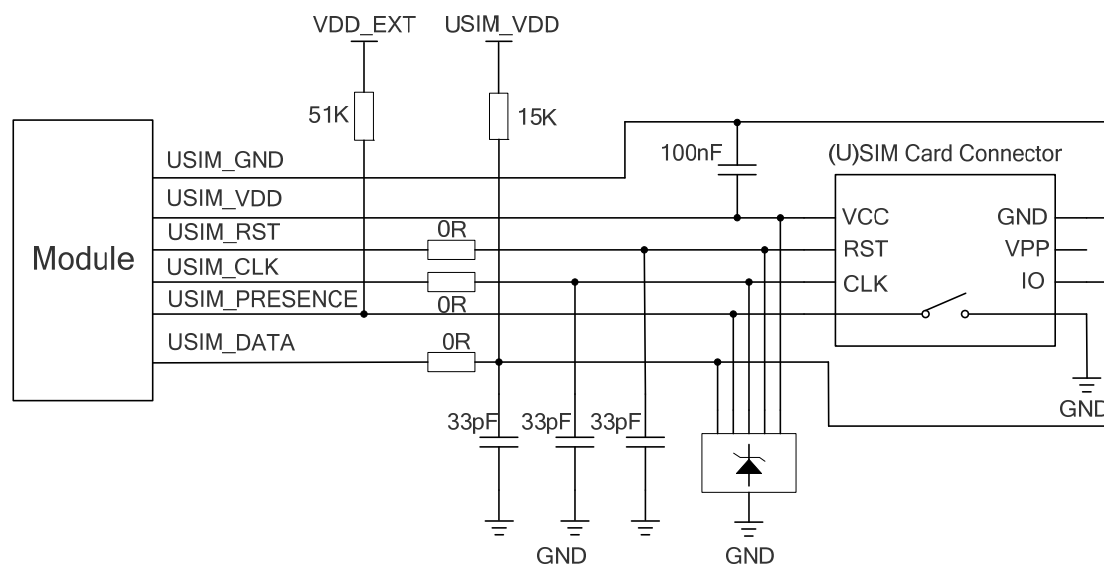 VDD_EXT
USIM_VDD
51K
15K
Module
USIM_GND
USIM_VDD
USIM_RST
USIM_CLK
USIM_PRESENCE
USIM_DATA
0R
0R
0R
100nF
(U)SIM Card Connector
VCC
RST
CLK
GND
VPP
IO
GND
33pF
33pF
33pF
GND
GND